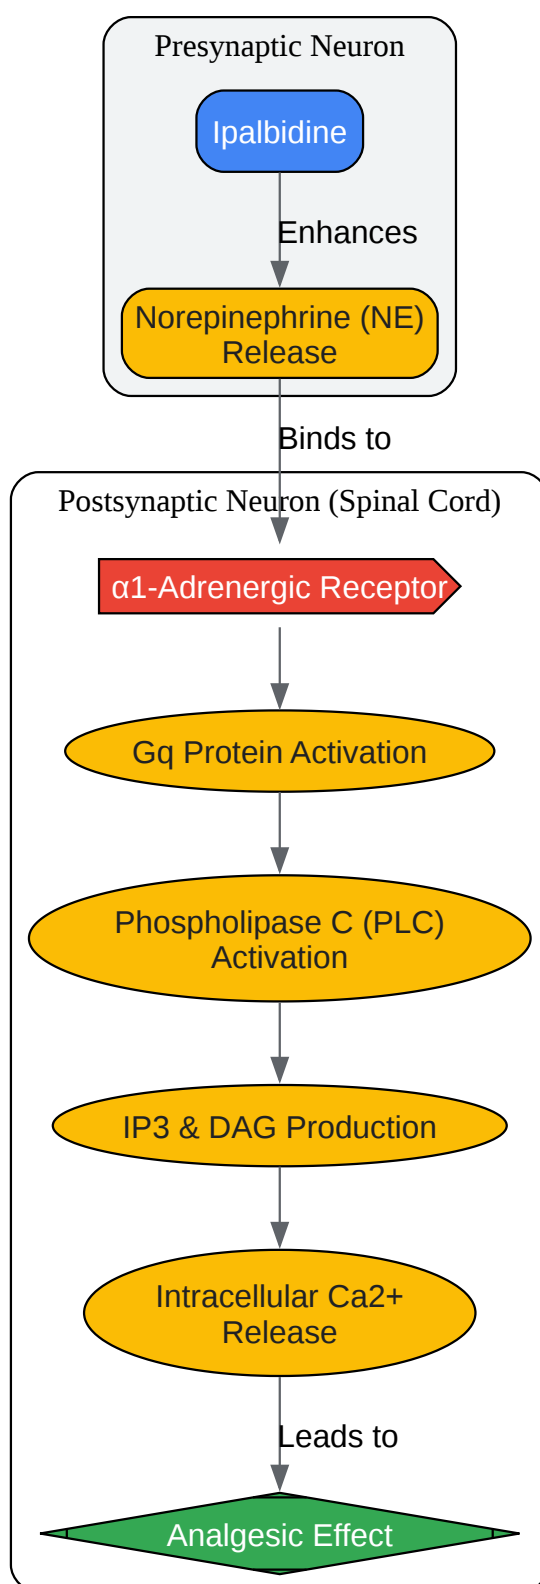 Presynaptic Neuron
Ipalbidine
Enhances
Norepinephrine (NE)
Release
Binds to
Postsynaptic Neuron (Spinal Cord)
α1-Adrenergic Receptor
Gq Protein Activation
Phospholipase C (PLC)
Activation
IP3 & DAG Production
Intracellular Ca2+
Release
Leads to
Analgesic Effect